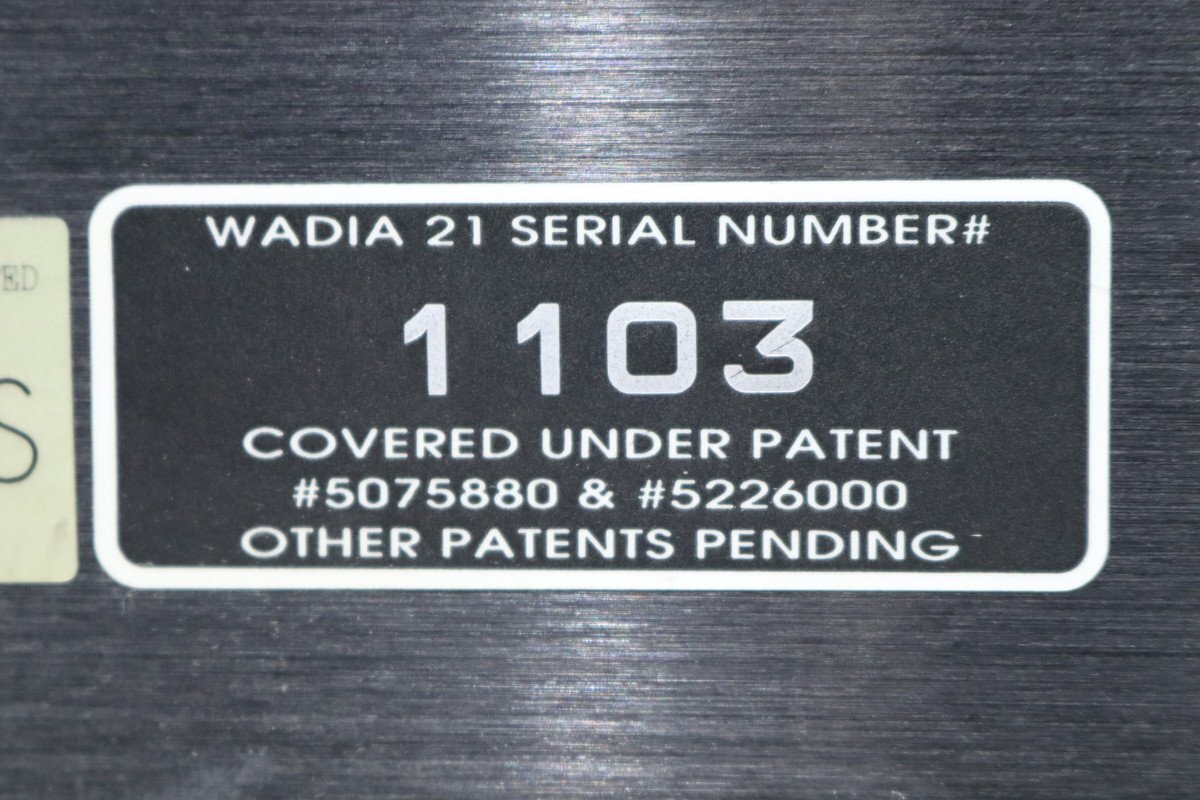 WADIA 21 SERIAL NUMBER#
1103
COVERED UNDER PATENT
#5075880 & #5226000
OTHER PATENTS PENDING